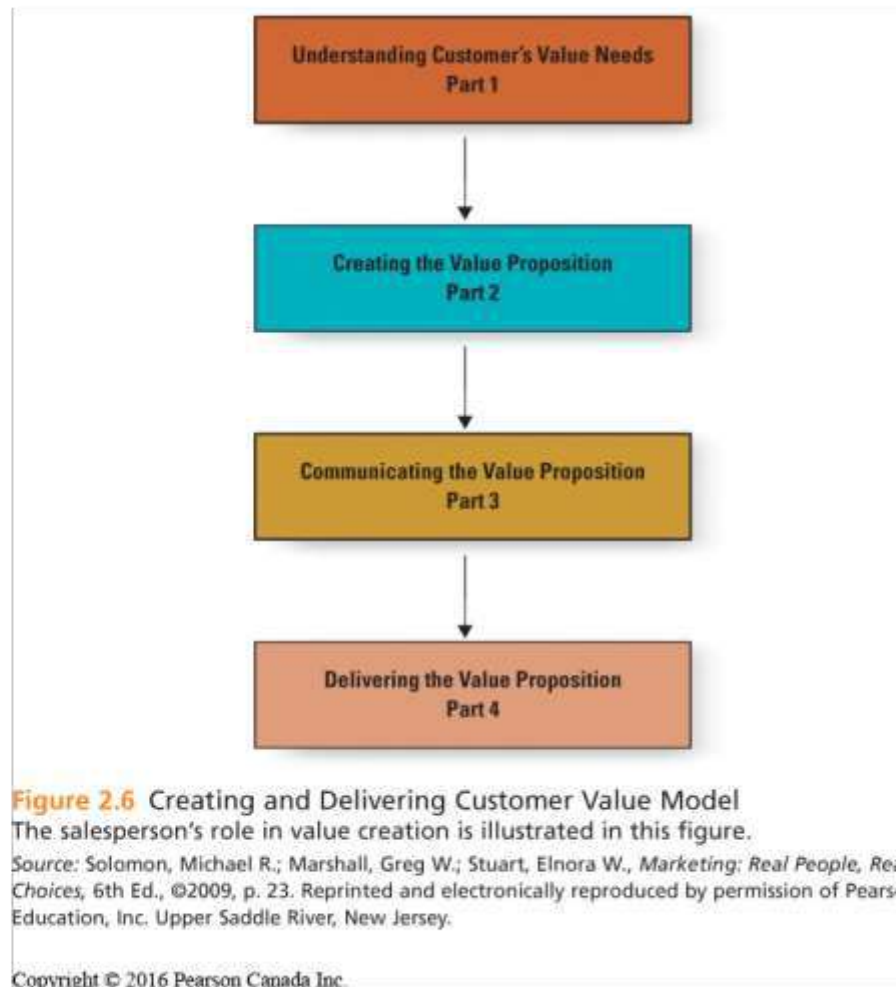 Understanding Customer's Value Needs
Part 1
Creating the Value Proposition
Part 2
Communicating the Value Proposition
Part 3
Delivering the Value Proposition
Part 4
Figure 2.6 Creating and Delivering Customer Value Model
The salesperson's role in value creation is illustrated in this figure.
Source: Solomon, Michael R.; Marshall, Greg W.; Stuart, Elnora W., Marketing: Real People,
Choices, 6th Ed., ©2009, p. 23. Reprinted and electronically reproduced by permission of
Education, Inc. Upper Saddle River, New Jersey.
Copyright © 2016 Pearson Canada Inc.